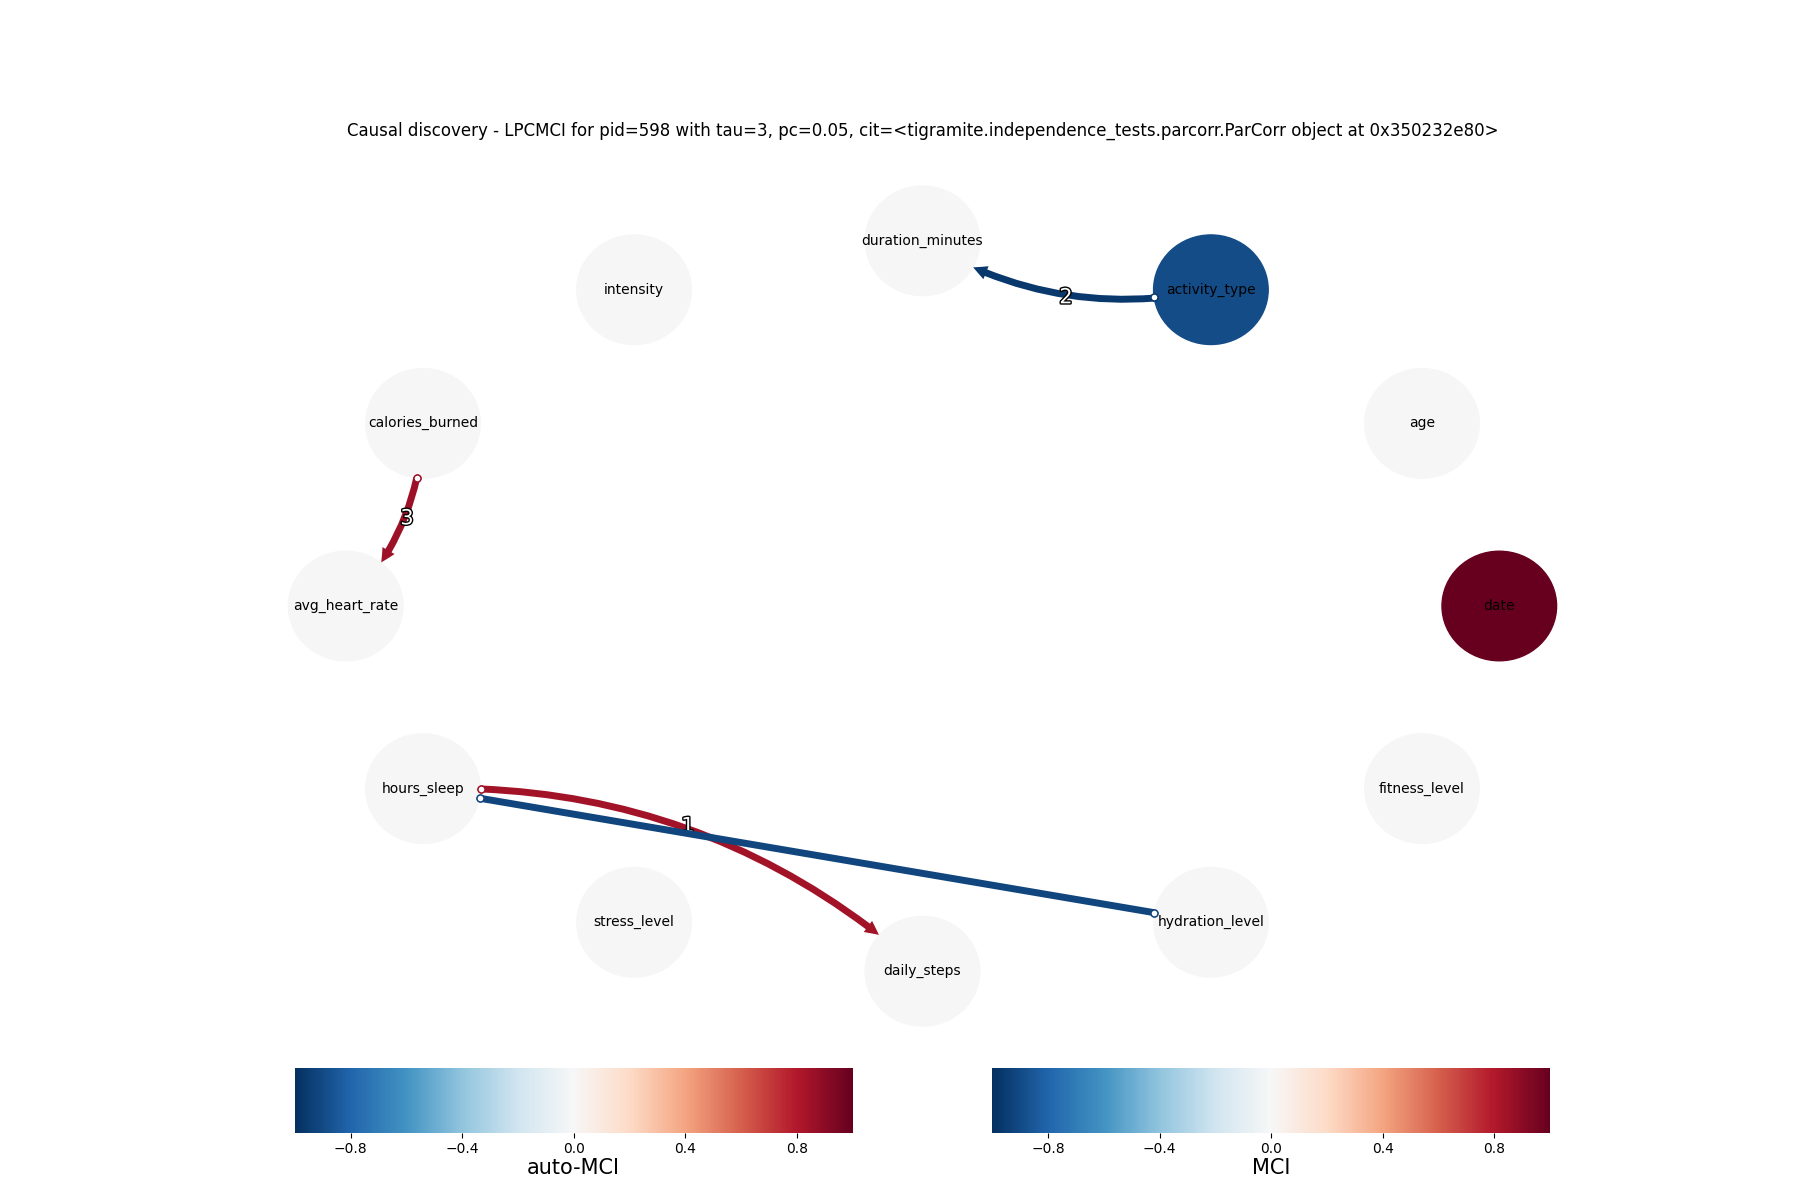 Causal discovery - LPCMCI for pid=598 with tau=3, pc=0.05, cit=<tigramite.independence_tests.parcorr.ParCorr object at 0x350232e80>
duration_minutes
intensity
activity_type
2
calories_burned
age
3
avg_heart_rate
date
hours_sleep
fitness_level
1
stress_level
hydration_level
daily_steps
−0.8 −0.4 0.0 0.4 0.8
auto-MCI
−0.8 −0.4 0.0 0.4 0.8
MCI